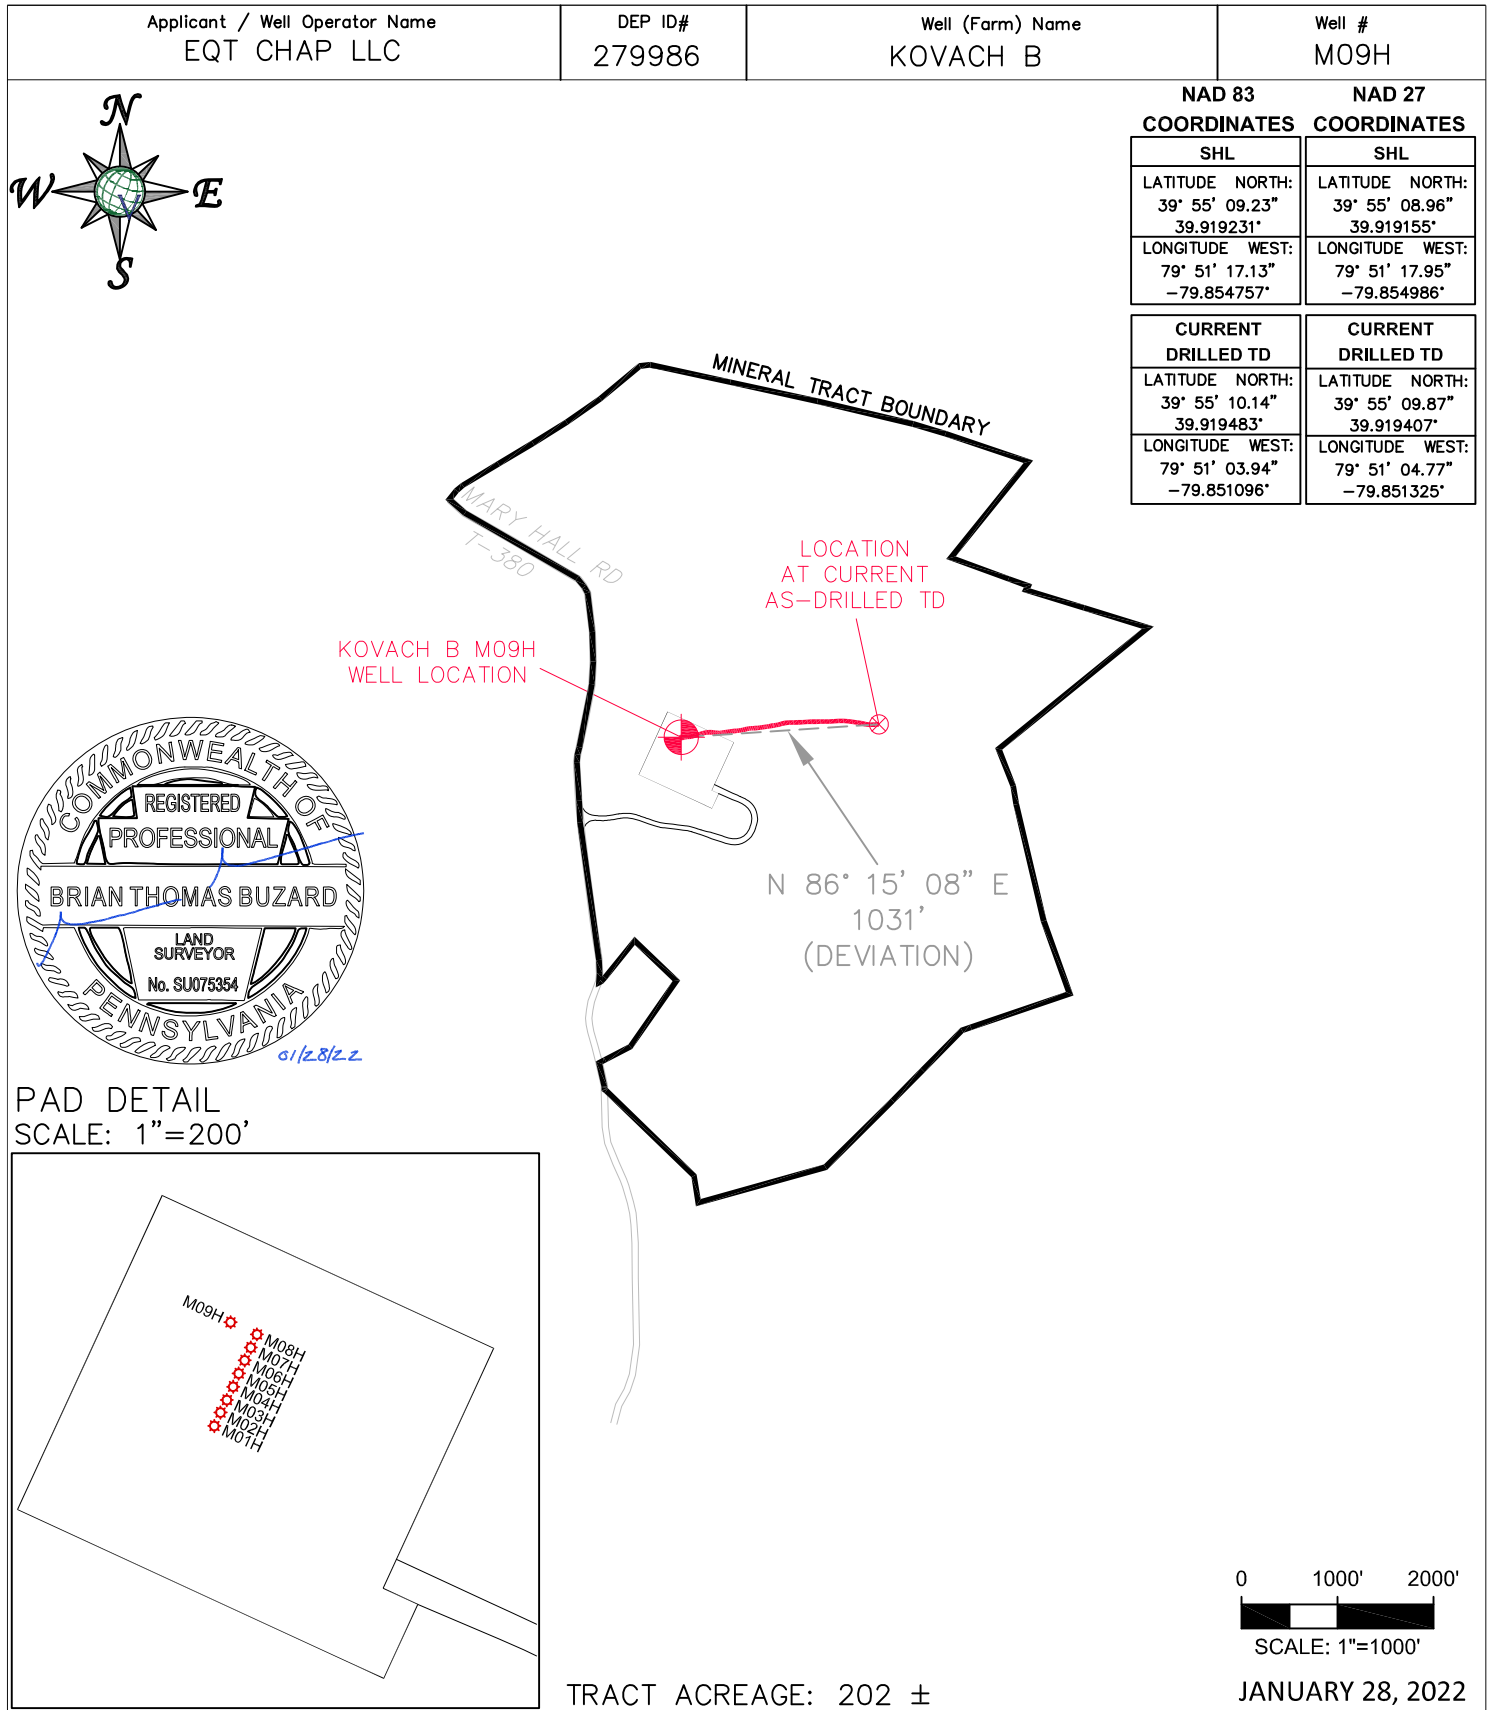 Applicant / Well Operator Name
EQT CHAP LLC
DEP ID#
279986
Well (Farm) Name
KOVACH B
Well #
M09H
N
W
E
S
NAD 83
COORDINATES
SHL
LATITUDE NORTH:
39° 55' 09.23"
39.919231°
LONGITUDE WEST:
79° 51' 17.13"
-79.854757°
CURRENT
DRILLED TD
LATITUDE NORTH:
39° 55' 10.14"
39.919483°
LONGITUDE WEST:
79° 51' 03.94"
-79.851096°
NAD 27
COORDINATES
SHL
LATITUDE NORTH:
39° 55' 08.96"
39.919155°
LONGITUDE WEST:
79° 51' 17.95"
-79.854986°
CURRENT
DRILLED TD
LATITUDE NORTH:
39° 55' 09.87"
39.919407°
LONGITUDE WEST:
79° 51' 04.77"
-79.851325°
MINERAL TRACT BOUNDARY
MARY HALL RD
T-380
LOCATION
AT CURRENT
AS-DRILLED TD
KOVACH B M09H
WELL LOCATION
N 86° 15' 08" E
1031'
(DEVIATION)
COMMONWEALTH OF
REGISTERED
PROFESSIONAL
BRIAN THOMAS BUZARD
LAND
SURVEYOR
No. SU075354
PENNSYLVANIA
01/28/22
PAD DETAIL
SCALE: 1"=200'
M09H
M08H
M07H
M06H
M05H
M04H
M03H
M02H
M01H
TRACT ACREAGE: 202 ±
0 1000' 2000'
SCALE: 1"=1000'
JANUARY 28, 2022